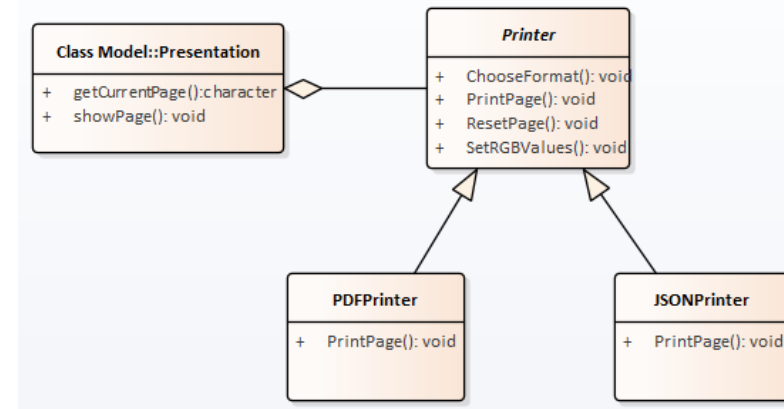 Class Model::Presentation
+ getCurrentPage():character
+ showPage(): void
Printer
+ ChooseFormat(): void
+ PrintPage(): void
+ ResetPage(): void
+ SetRGBValues(): void
PDFPrinter
+ PrintPage(): void
JSONPrinter
+ PrintPage(): void